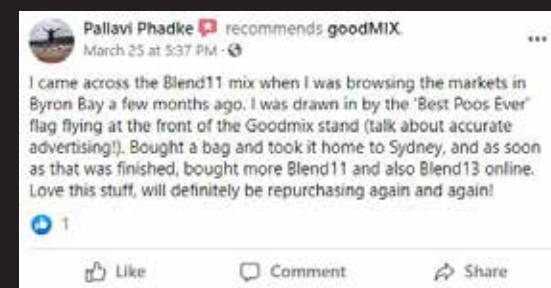 Pallavi Phadke recommends goodMIX.
March 25 at 5:37 PM ·
I came across the Blend11 mix when I was browsing the markets in
Byron Bay a few months ago. I was drawn in by the 'Best Poos Ever'
flag flying at the front of the Goodmix stand (talk about accurate
advertising!). Bought a bag and took it home to Sydney, and as soon
as that was finished, bought more Blend11 and also Blend13 online.
Love this stuff, will definitely be repurchasing again and again!
1
Like Comment Share